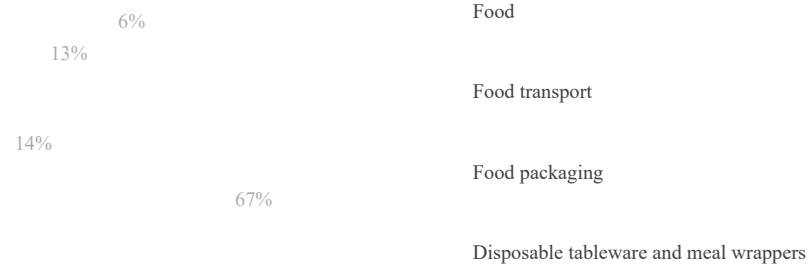 6%
13%
14%
67%
Food
Food transport
Food packaging
Disposable tableware and meal wrappers